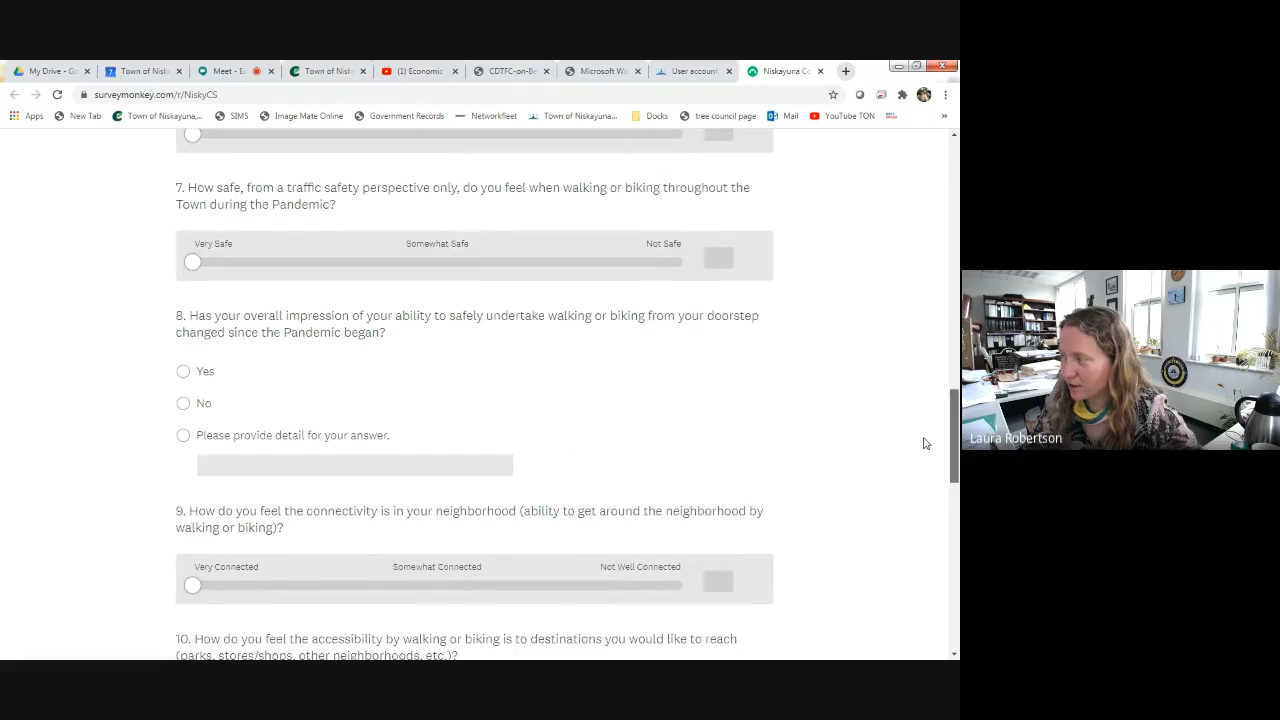 My Drive - Go
Town of Nisk
Meet - E
Town of Nisk
(1) Economic
CDTFC-on-Be
Microsoft Wo
User account
Niskayuna Co
surveymonkey.com/r/NiskyCS
Apps
New Tab
Town of Niskayuna,...
SIMS
Image Mate Online
Government Records
Networkfleet
Town of Niskayuna...
Docks
tree council page
Mail
YouTube TON
»
7. How safe, from a traffic safety perspective only, do you feel when walking or biking throughout the
Town during the Pandemic?
Very Safe
Somewhat Safe
Not Safe
8. Has your overall impression of your ability to safely undertake walking or biking from your doorstep
changed since the Pandemic began?
Yes
No
Please provide detail for your answer.
9. How do you feel the connectivity is in your neighborhood (ability to get around the neighborhood by
walking or biking)?
Very Connected
Somewhat Connected
Not Well Connected
10. How do you feel the accessibility by walking or biking is to destinations you would like to reach
(parks, stores/shops, other neighborhoods, etc.)?
Laura Robertson